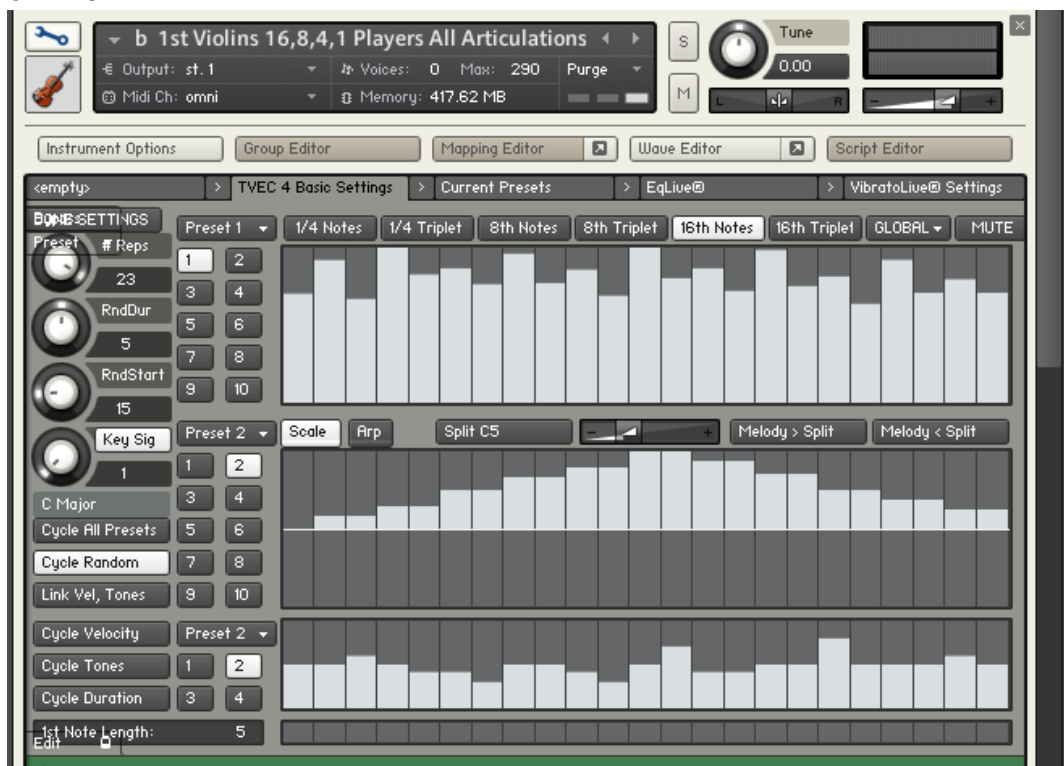 b 1st Violins 16,8,4,1 Players All Articulations
S
Tune
Output: st. 1
Voices: 0 Max: 290 Purge
0.00
Midi Ch: omni
Memory: 417.62 MB
M
L R
- +
Instrument Options
Group Editor
Mapping Editor
Wave Editor
Script Editor
<empty>
TVEC 4 Basic Settings
Current Presets
EqLive®
VibratoLive® Settings
SETTINGS
Preset 1
1/4 Notes
1/4 Triplet
8th Notes
8th Triplet
16th Notes
16th Triplet
GLOBAL
MUTE
Preset
# Reps
23
1 2
3 4
5 6
7 8
9 10
RndDur
5
RndStart
15
Key Sig
1
C Major
Preset 2
Scale
Arp
Split C5
- +
Melody > Split
Melody < Split
1 2
3 4
5 6
7 8
9 10
Cycle All Presets
Cycle Random
Link Vel, Tones
Cycle Velocity
Preset 2
Cycle Tones
1 2
Cycle Duration
3 4
1st Note Length: 5
Edit